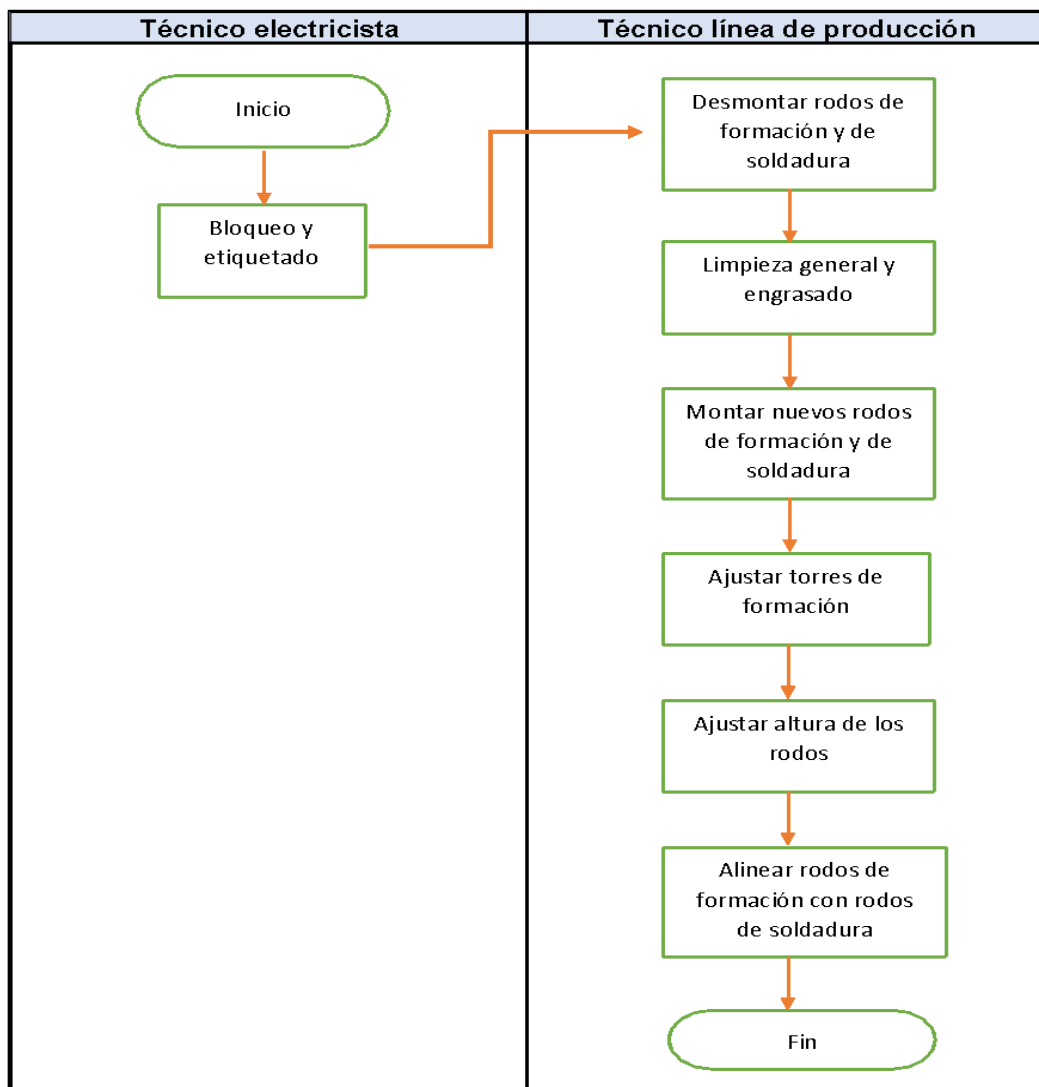 Técnico electricista
Técnico línea de producción
Inicio
Bloqueo y
etiquetado
Desmontar rodos de
formación y de
soldadura
Limpieza general y
engrasado
Montar nuevos rodos
de formación y de
soldadura
Ajustar torres de
formación
Ajustar altura de los
rodos
Alinear rodos de
formación con rodos
de soldadura
Fin